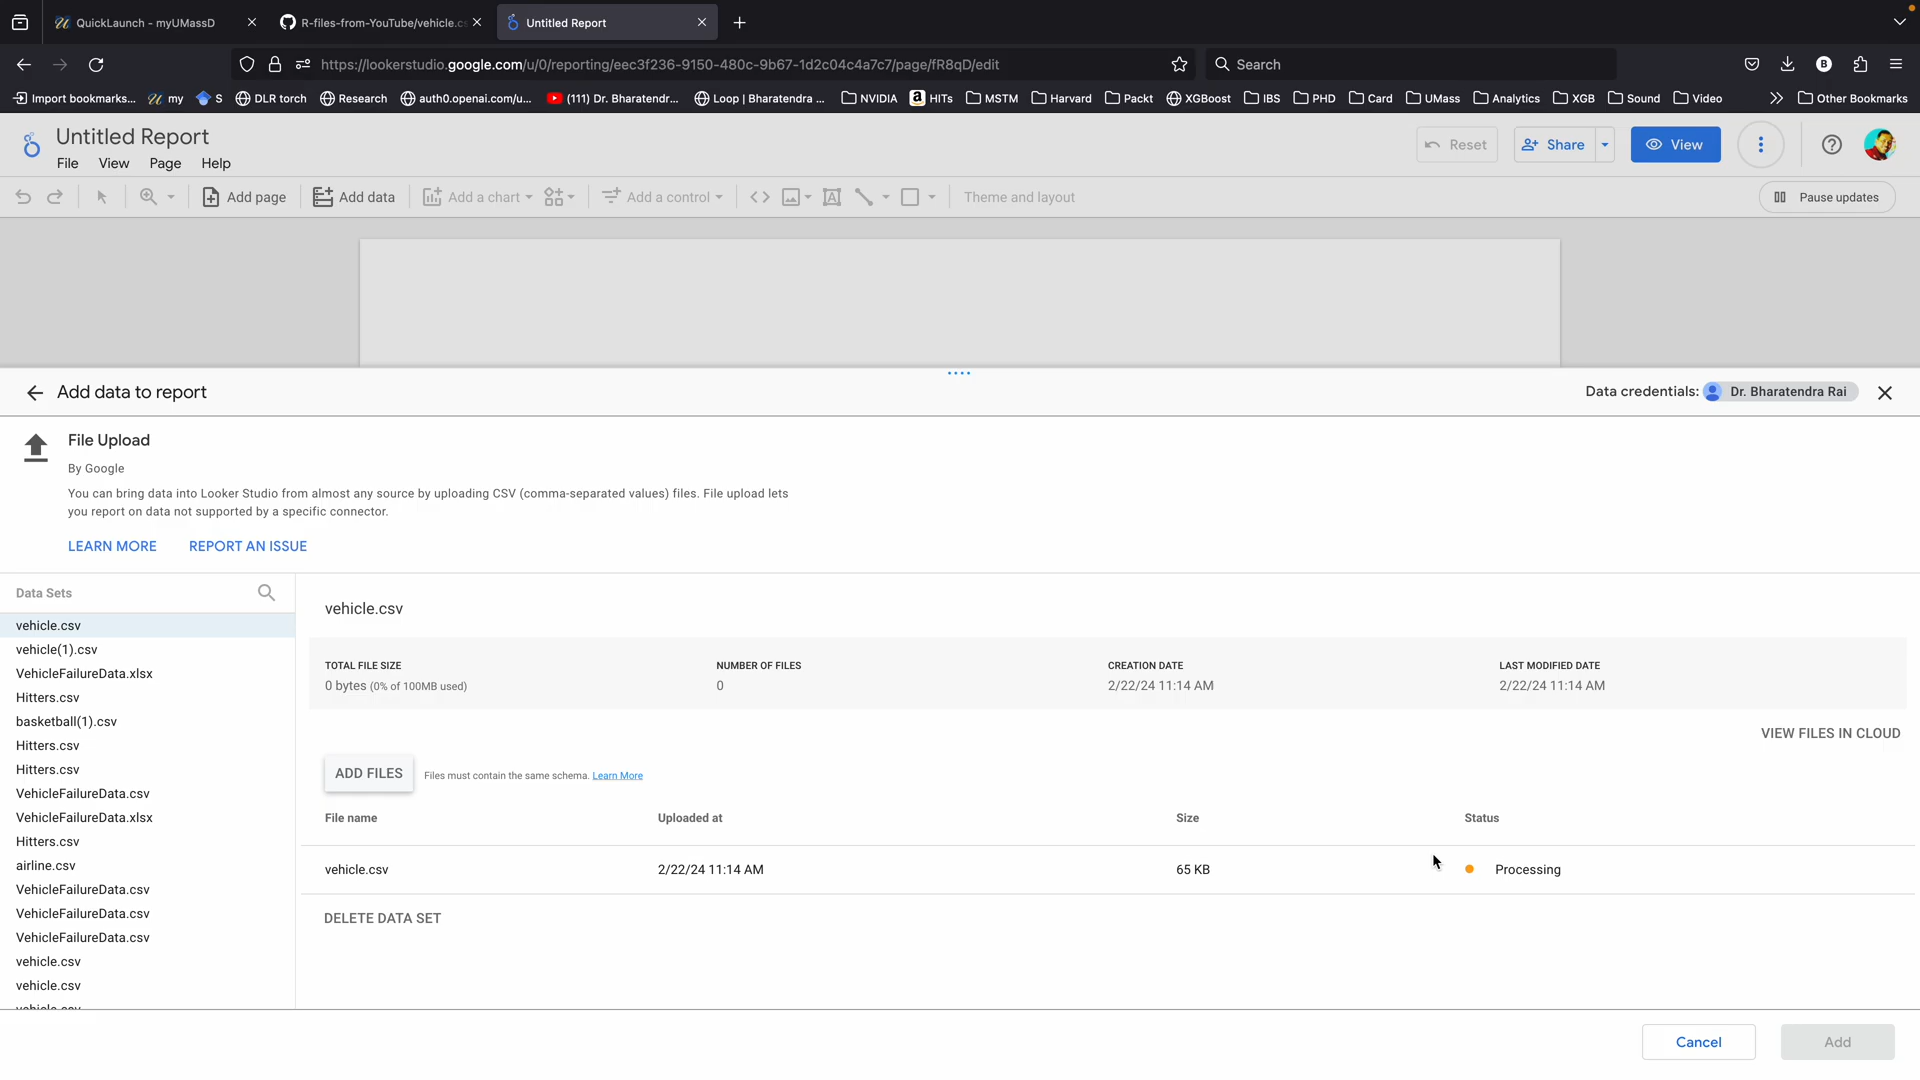 QuickLaunch - myUMassD
R-files-from-YouTube/vehicle.cs
Untitled Report
https://lookerstudio.google.com/u/0/reporting/eec3f236-9150-480c-9b67-1d2c04c4a7c7/page/fR8qD/edit
Search
B
Import bookmarks... my S DLR torch Research auth0.openai.com/u... (111) Dr. Bharatendr... Loop | Bharatendra ... NVIDIA HITs MSTM Harvard Packt XGBoost IBS PHD Card UMass Analytics XGB Sound Video Other Bookmarks
Untitled Report
File View Page Help
Reset Share View
Add page Add data Add a chart Add a control Theme and layout Pause updates
Add data to report
Data credentials: Dr. Bharatendra Rai
File Upload
By Google
You can bring data into Looker Studio from almost any source by uploading CSV (comma-separated values) files. File upload lets
you report on data not supported by a specific connector.
LEARN MORE REPORT AN ISSUE
Data Sets
vehicle.csv
vehicle(1).csv
VehicleFailureData.xlsx
Hitters.csv
basketball(1).csv
Hitters.csv
Hitters.csv
VehicleFailureData.csv
VehicleFailureData.xlsx
Hitters.csv
airline.csv
VehicleFailureData.csv
VehicleFailureData.csv
VehicleFailureData.csv
vehicle.csv
vehicle.csv
vehicle.csv
vehicle.csv
TOTAL FILE SIZE NUMBER OF FILES CREATION DATE LAST MODIFIED DATE
0 bytes (0% of 100MB used) 0 2/22/24 11:14 AM 2/22/24 11:14 AM
VIEW FILES IN CLOUD
ADD FILES Files must contain the same schema. Learn More
File name Uploaded at Size Status
vehicle.csv 2/22/24 11:14 AM 65 KB Processing
DELETE DATA SET
Cancel Add